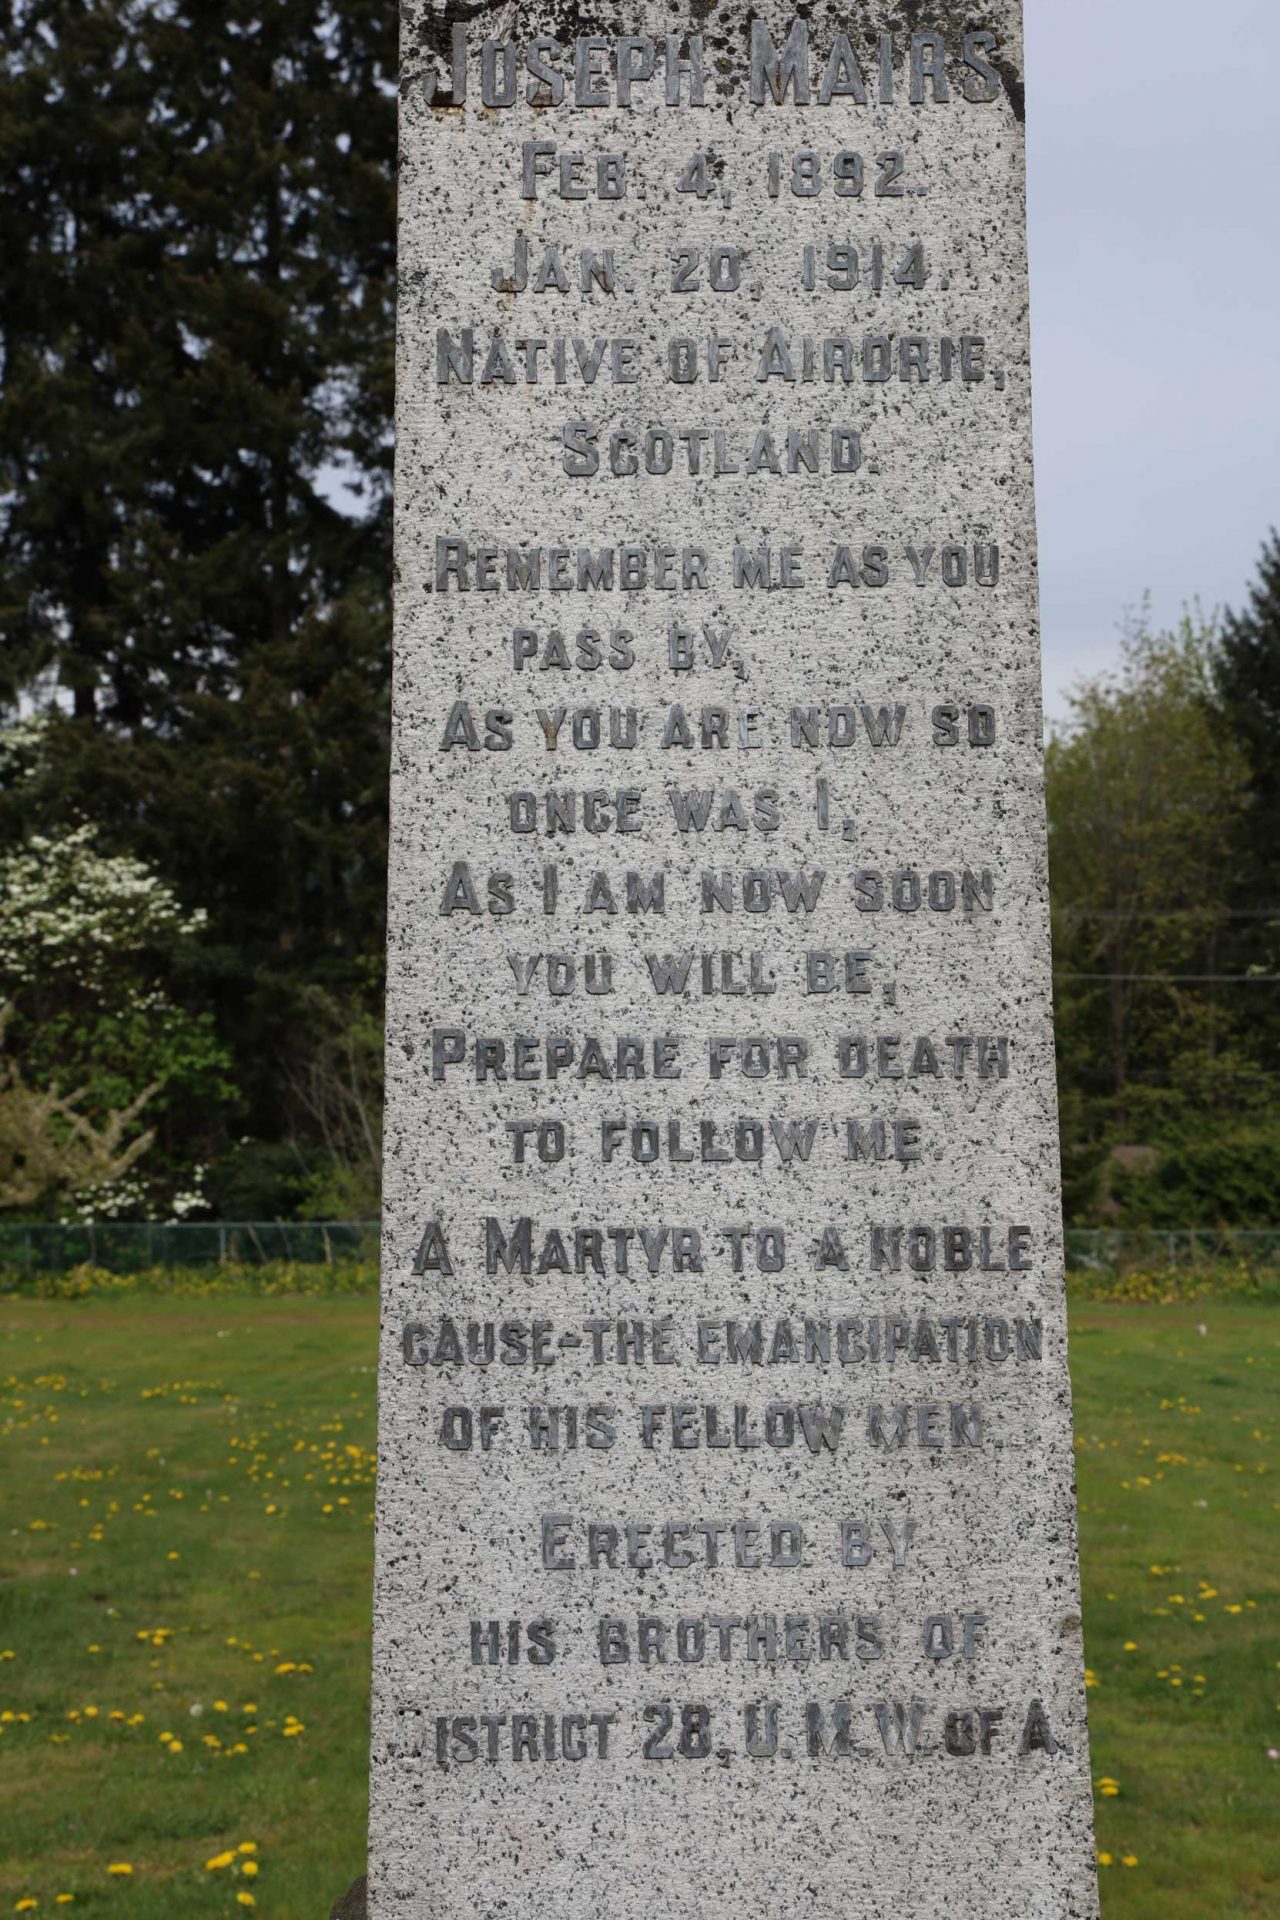 Joseph Mairs
Feb. 4, 1892.
Jan. 20, 1914.
Native of Airdrie,
Scotland.
Remember me as you
pass by,
As you are now so
once was I,
As I am now soon
you will be,
Prepare for death
to follow me.
A Martyr to a noble
cause-the emancipation
of his fellow men.
Erected by
his brothers of
District 28, U.M.W. of A.